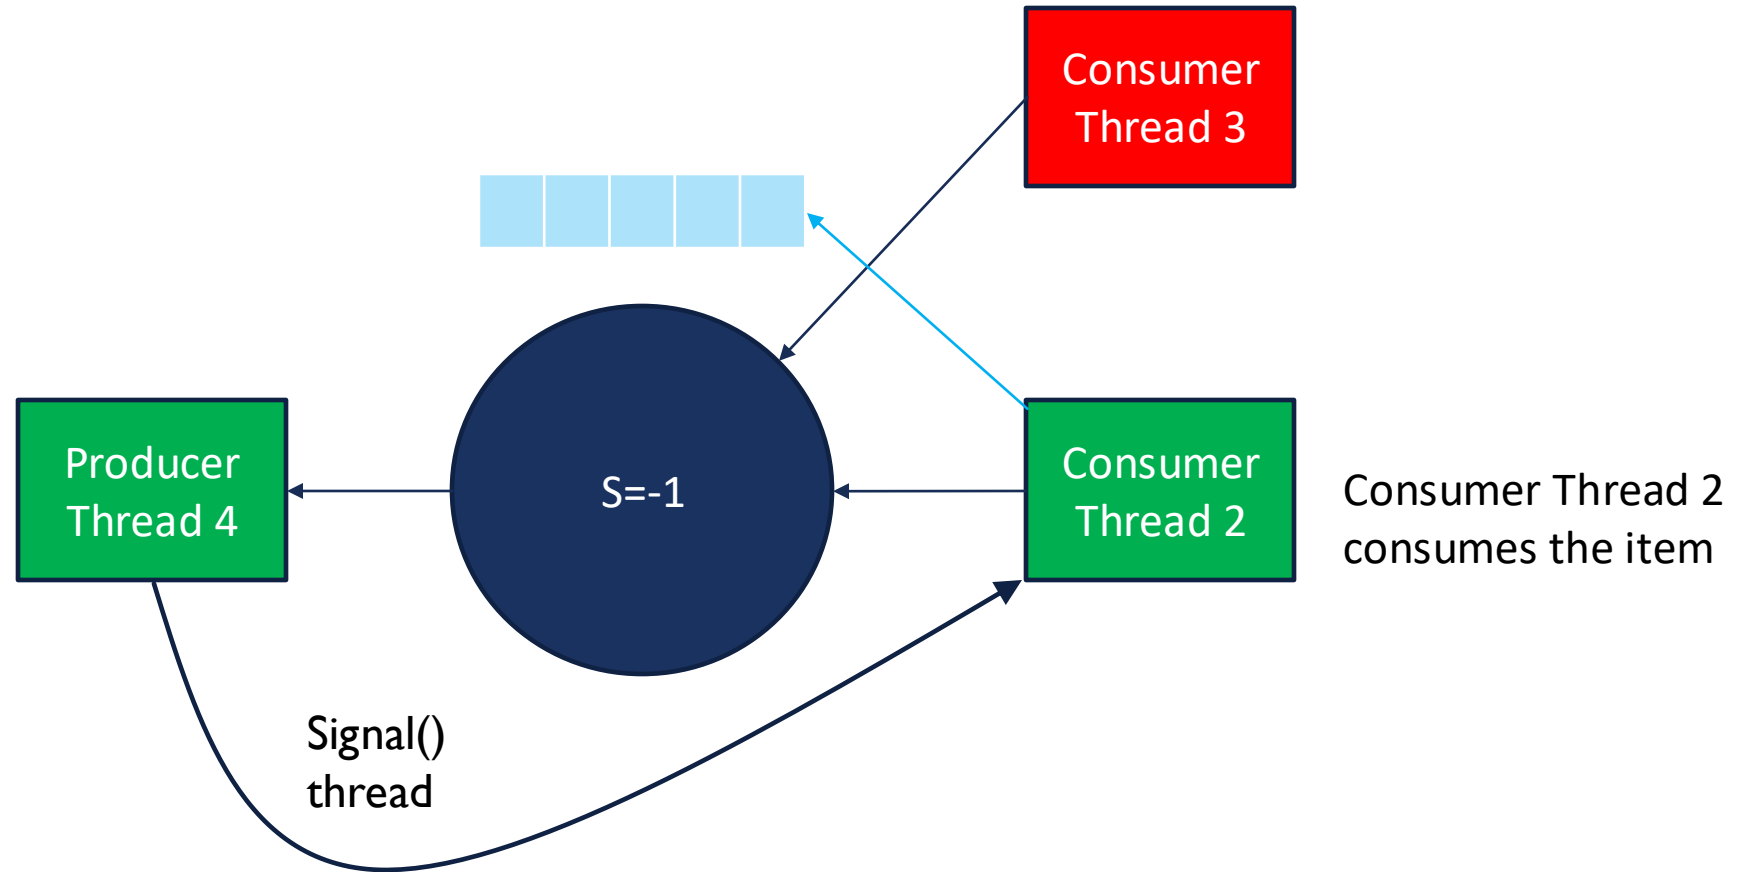 Consumer
Thread 3
Producer
Thread 4
S=-1
Consumer
Thread 2
Consumer Thread 2
consumes the item
Signal()
thread